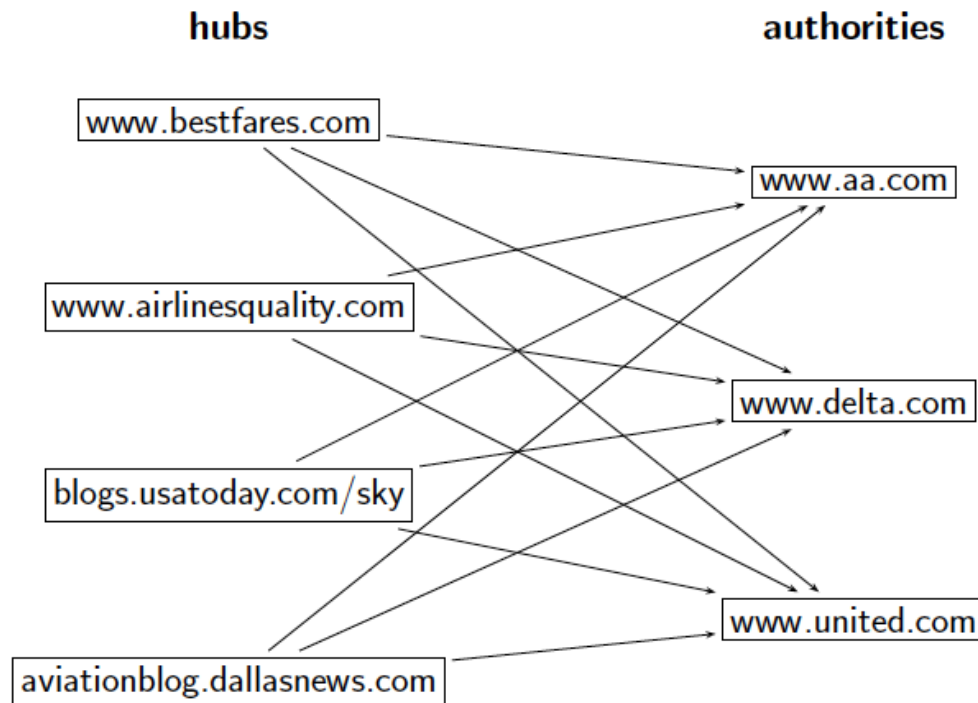 hubs
authorities
www.bestfares.com
www.aa.com
www.airlinesquality.com
www.delta.com
blogs.usatoday.com/sky
www.united.com
aviationblog.dallasnews.com